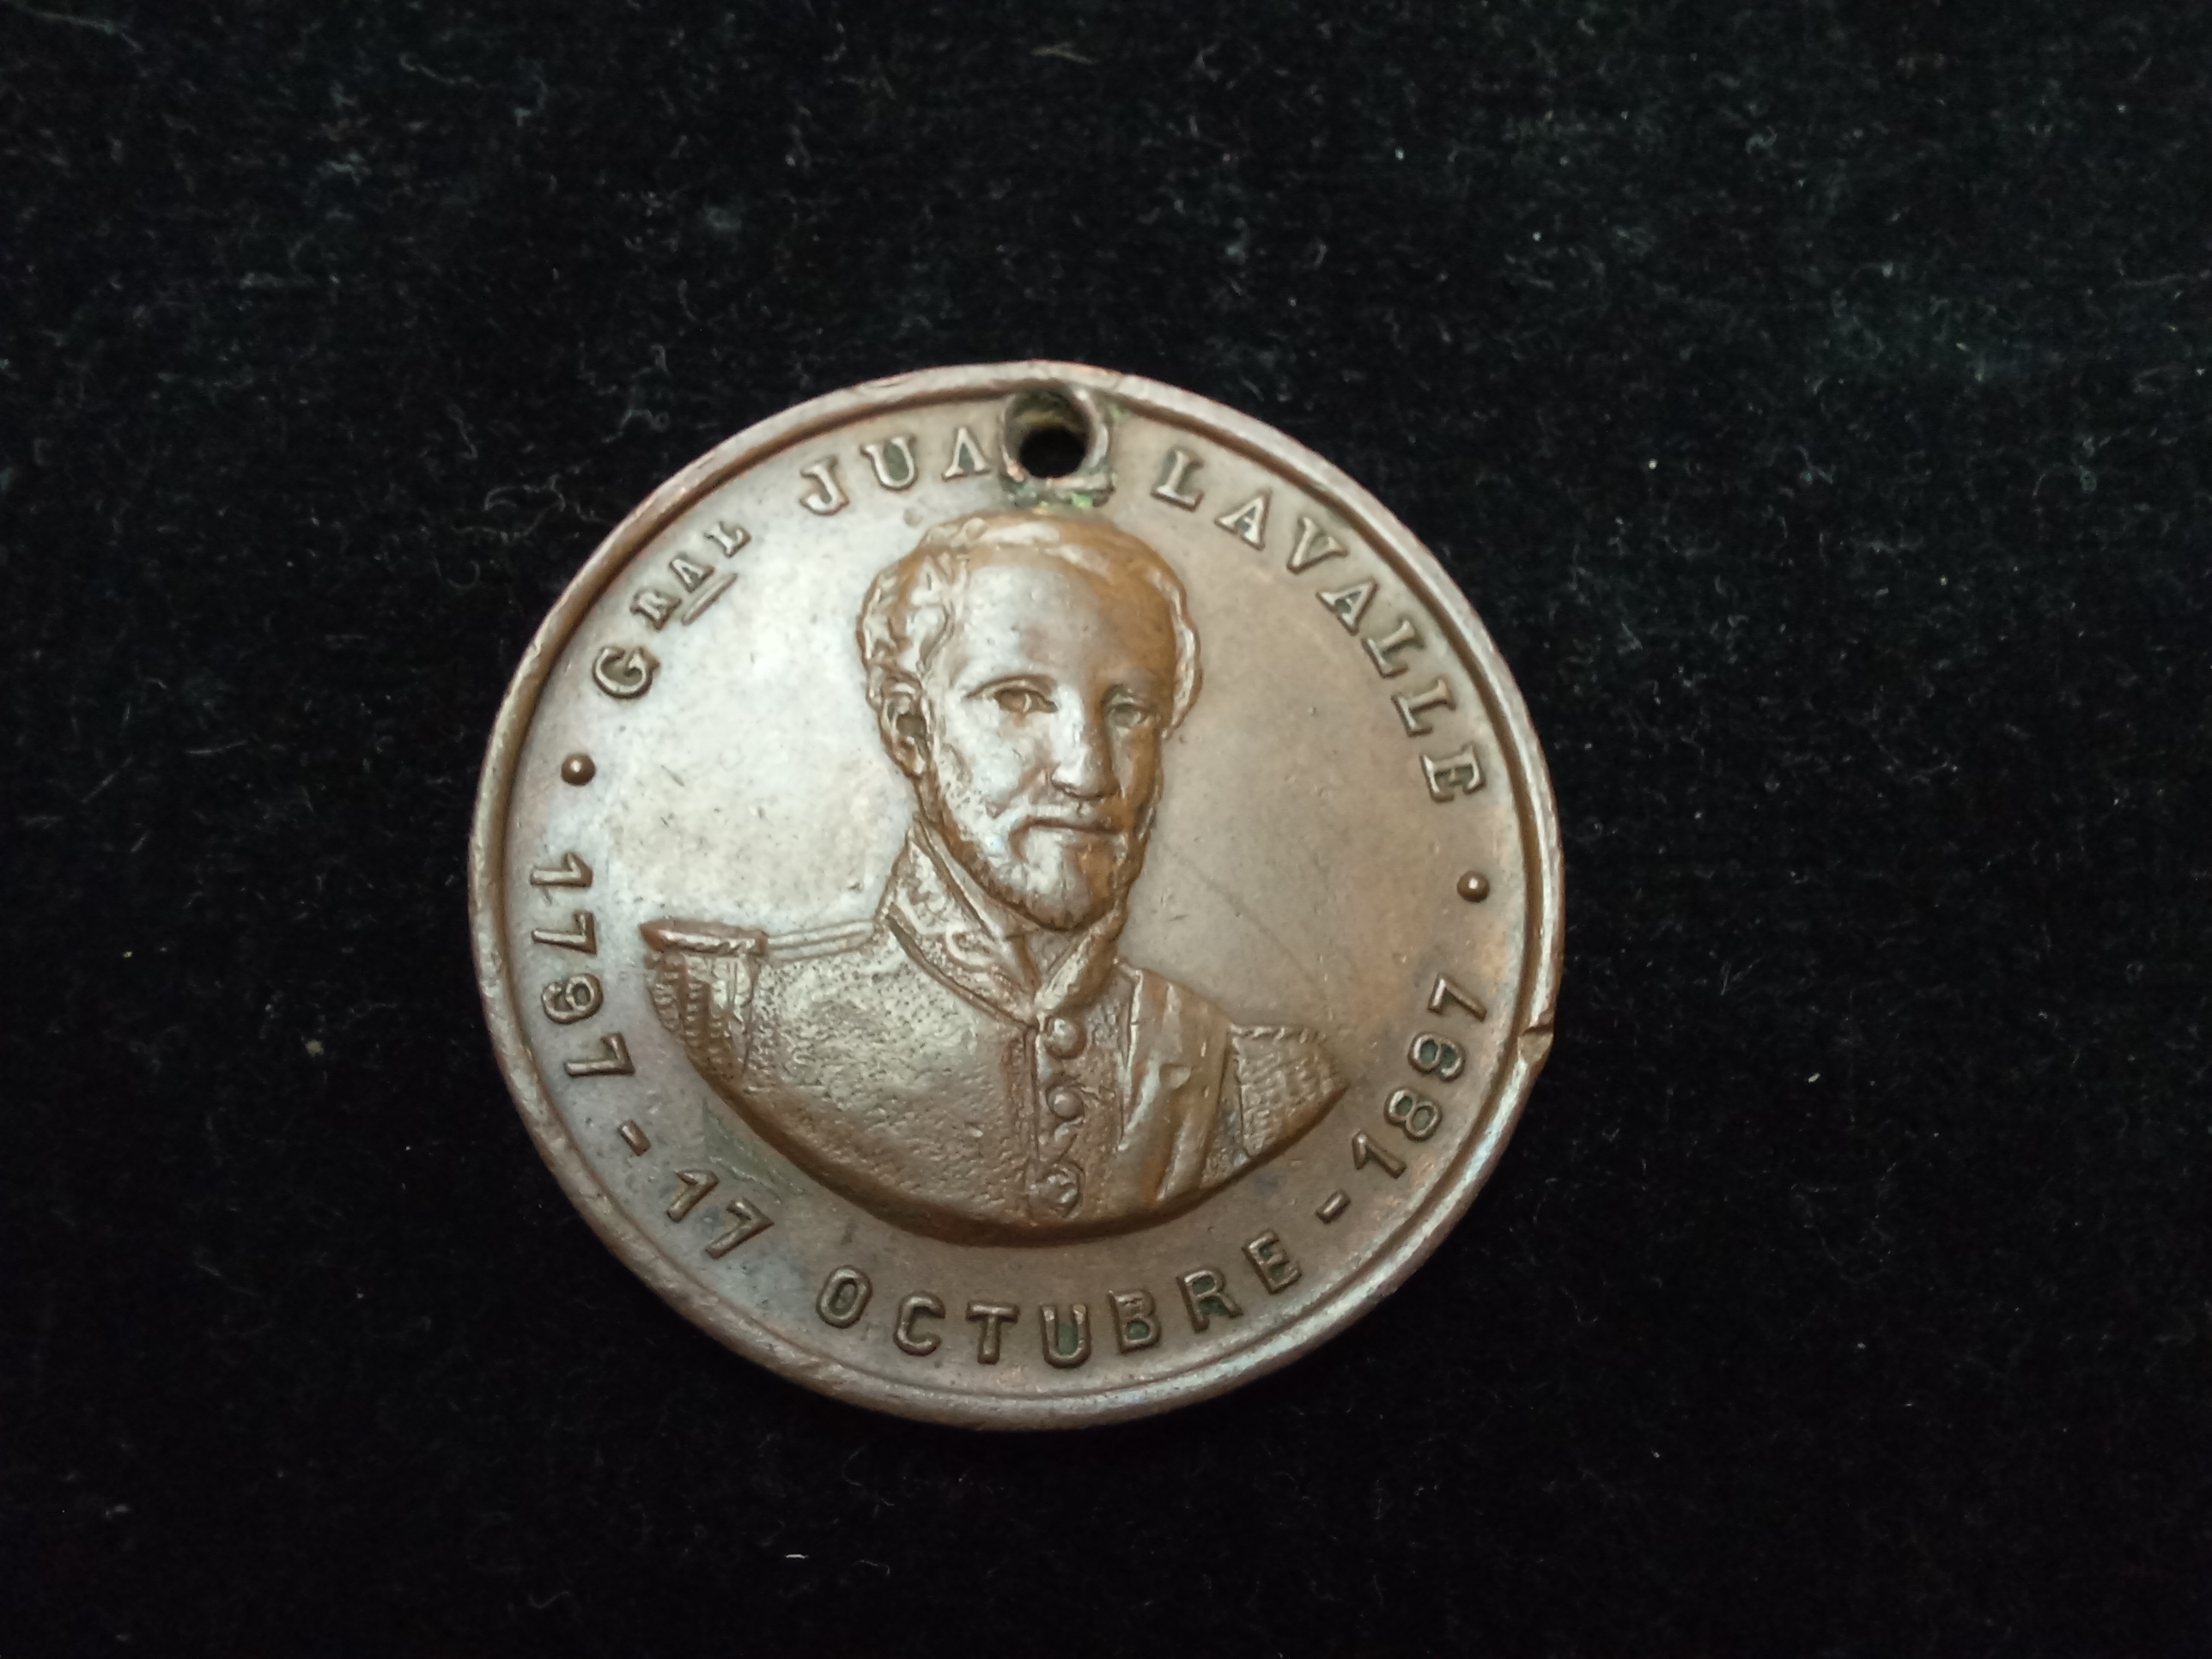 • GRAL JUA LAVALLE •
1797 - 17 OCTUBRE - 1897